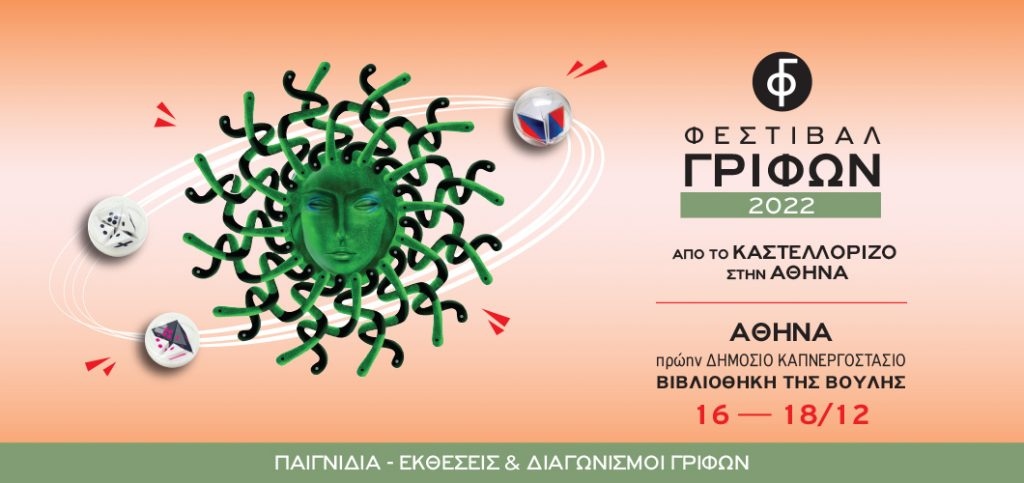 ΦΕΣΤΙΒΑΛ
ΓΡΙΦΩΝ
2022
ΑΠΟ ΤΟ ΚΑΣΤΕΛΛΟΡΙΖΟ
ΣΤΗΝ ΑΘΗΝΑ
ΑΘΗΝΑ
πρώην ΔΗΜΟΣΙΟ ΚΑΠΝΕΡΓΟΣΤΑΣΙΟ
ΒΙΒΛΙΟΘΗΚΗ ΤΗΣ ΒΟΥΛΗΣ
16 — 18/12
ΠΑΙΓΝΙΔΙΑ - ΕΚΘΕΣΕΙΣ & ΔΙΑΓΩΝΙΣΜΟΙ ΓΡΙΦΩΝ